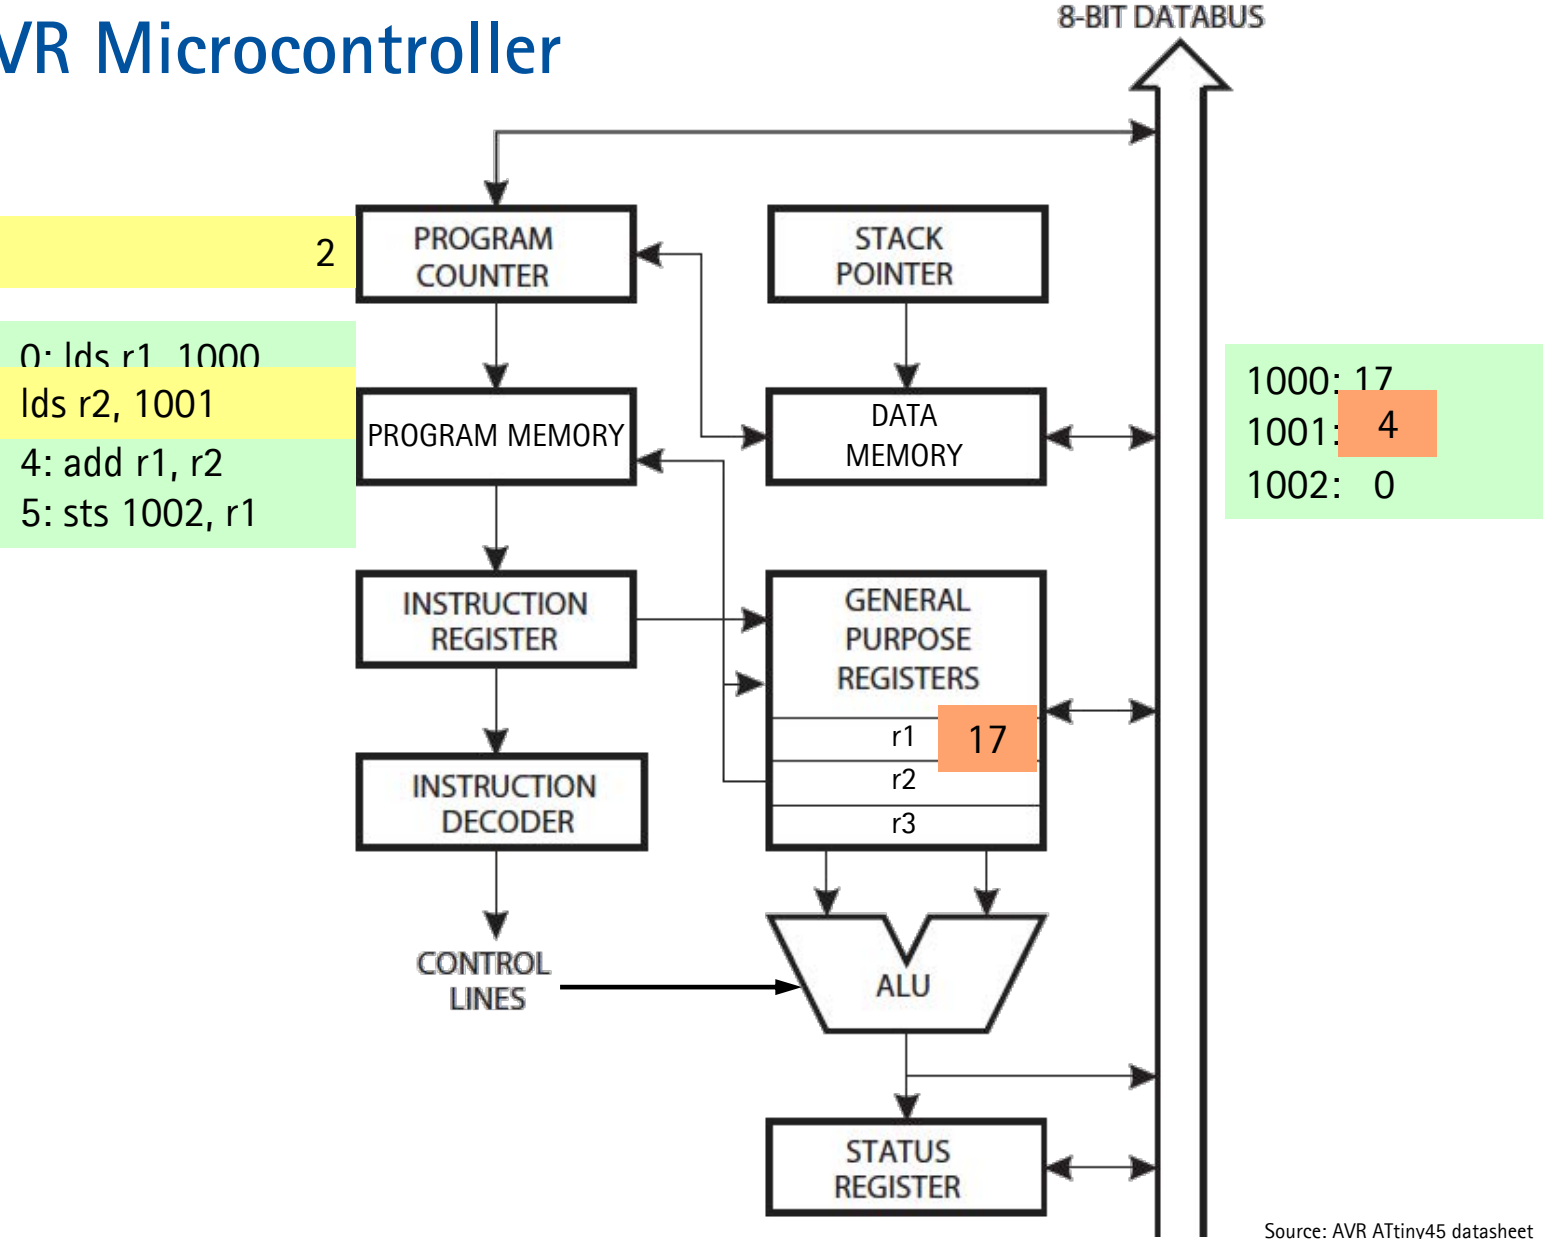 VR Microcontroller
8-BIT DATABUS
2
PROGRAM
COUNTER
STACK
POINTER
0: lds r1, 1000
lds r2, 1001
4: add r1, r2
5: sts 1002, r1
PROGRAM MEMORY
DATA
MEMORY
1000: 17
1001: 4
1002: 0
INSTRUCTION
REGISTER
GENERAL
PURPOSE
REGISTERS
r1 17
r2
r3
INSTRUCTION
DECODER
CONTROL
LINES
ALU
STATUS
REGISTER
Source: AVR ATtiny45 datasheet